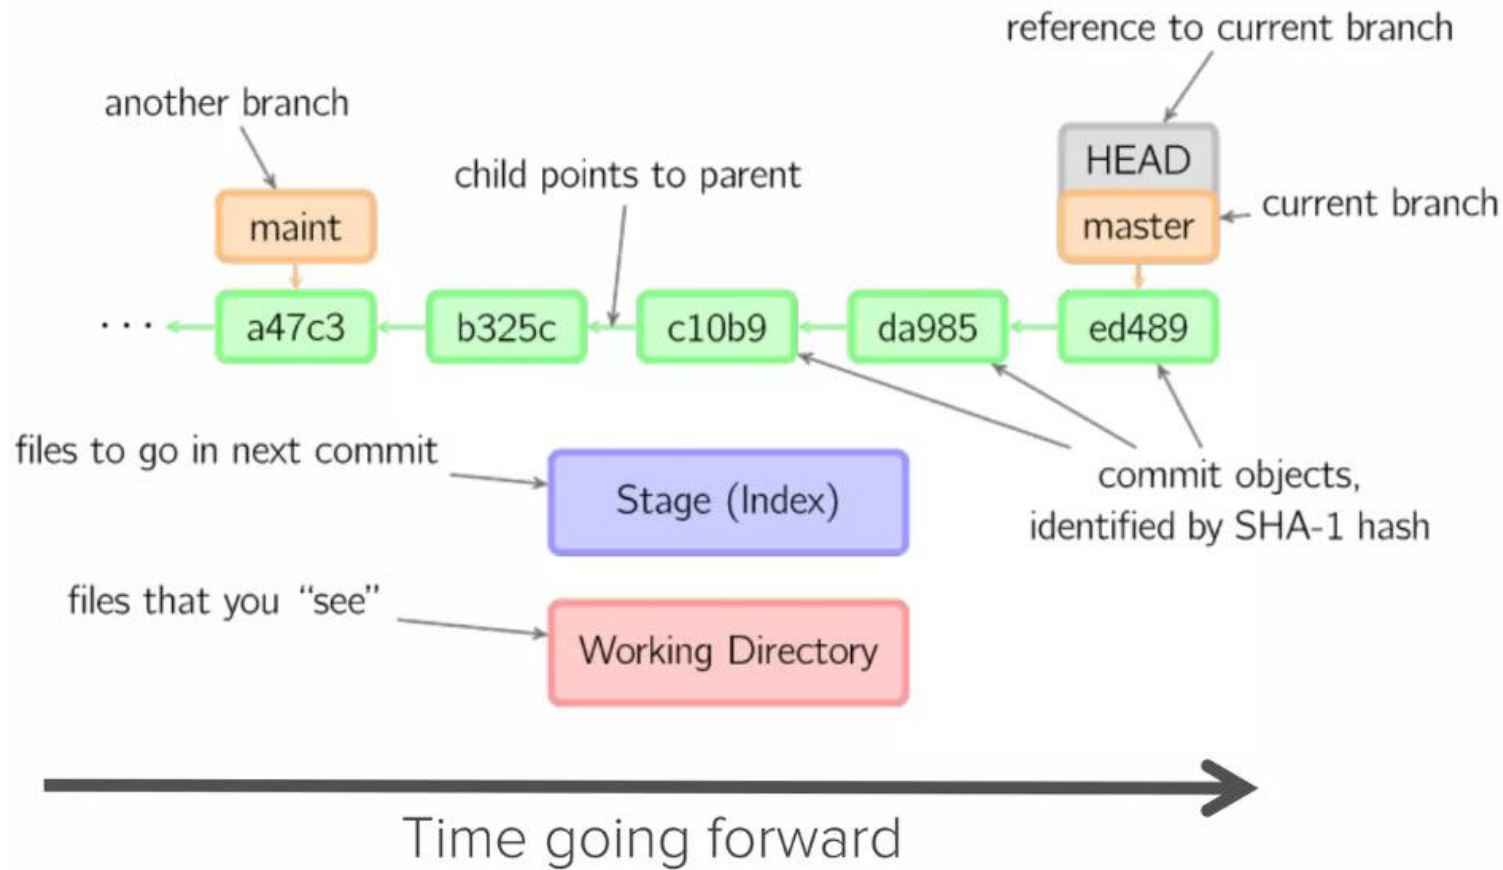 reference to current branch
another branch
HEAD
child points to parent
maint
master
current branch
...
a47c3
b325c
c10b9
da985
ed489
files to go in next commit
Stage (Index)
commit objects,
identified by SHA-1 hash
files that you “see”
Working Directory
Time going forward